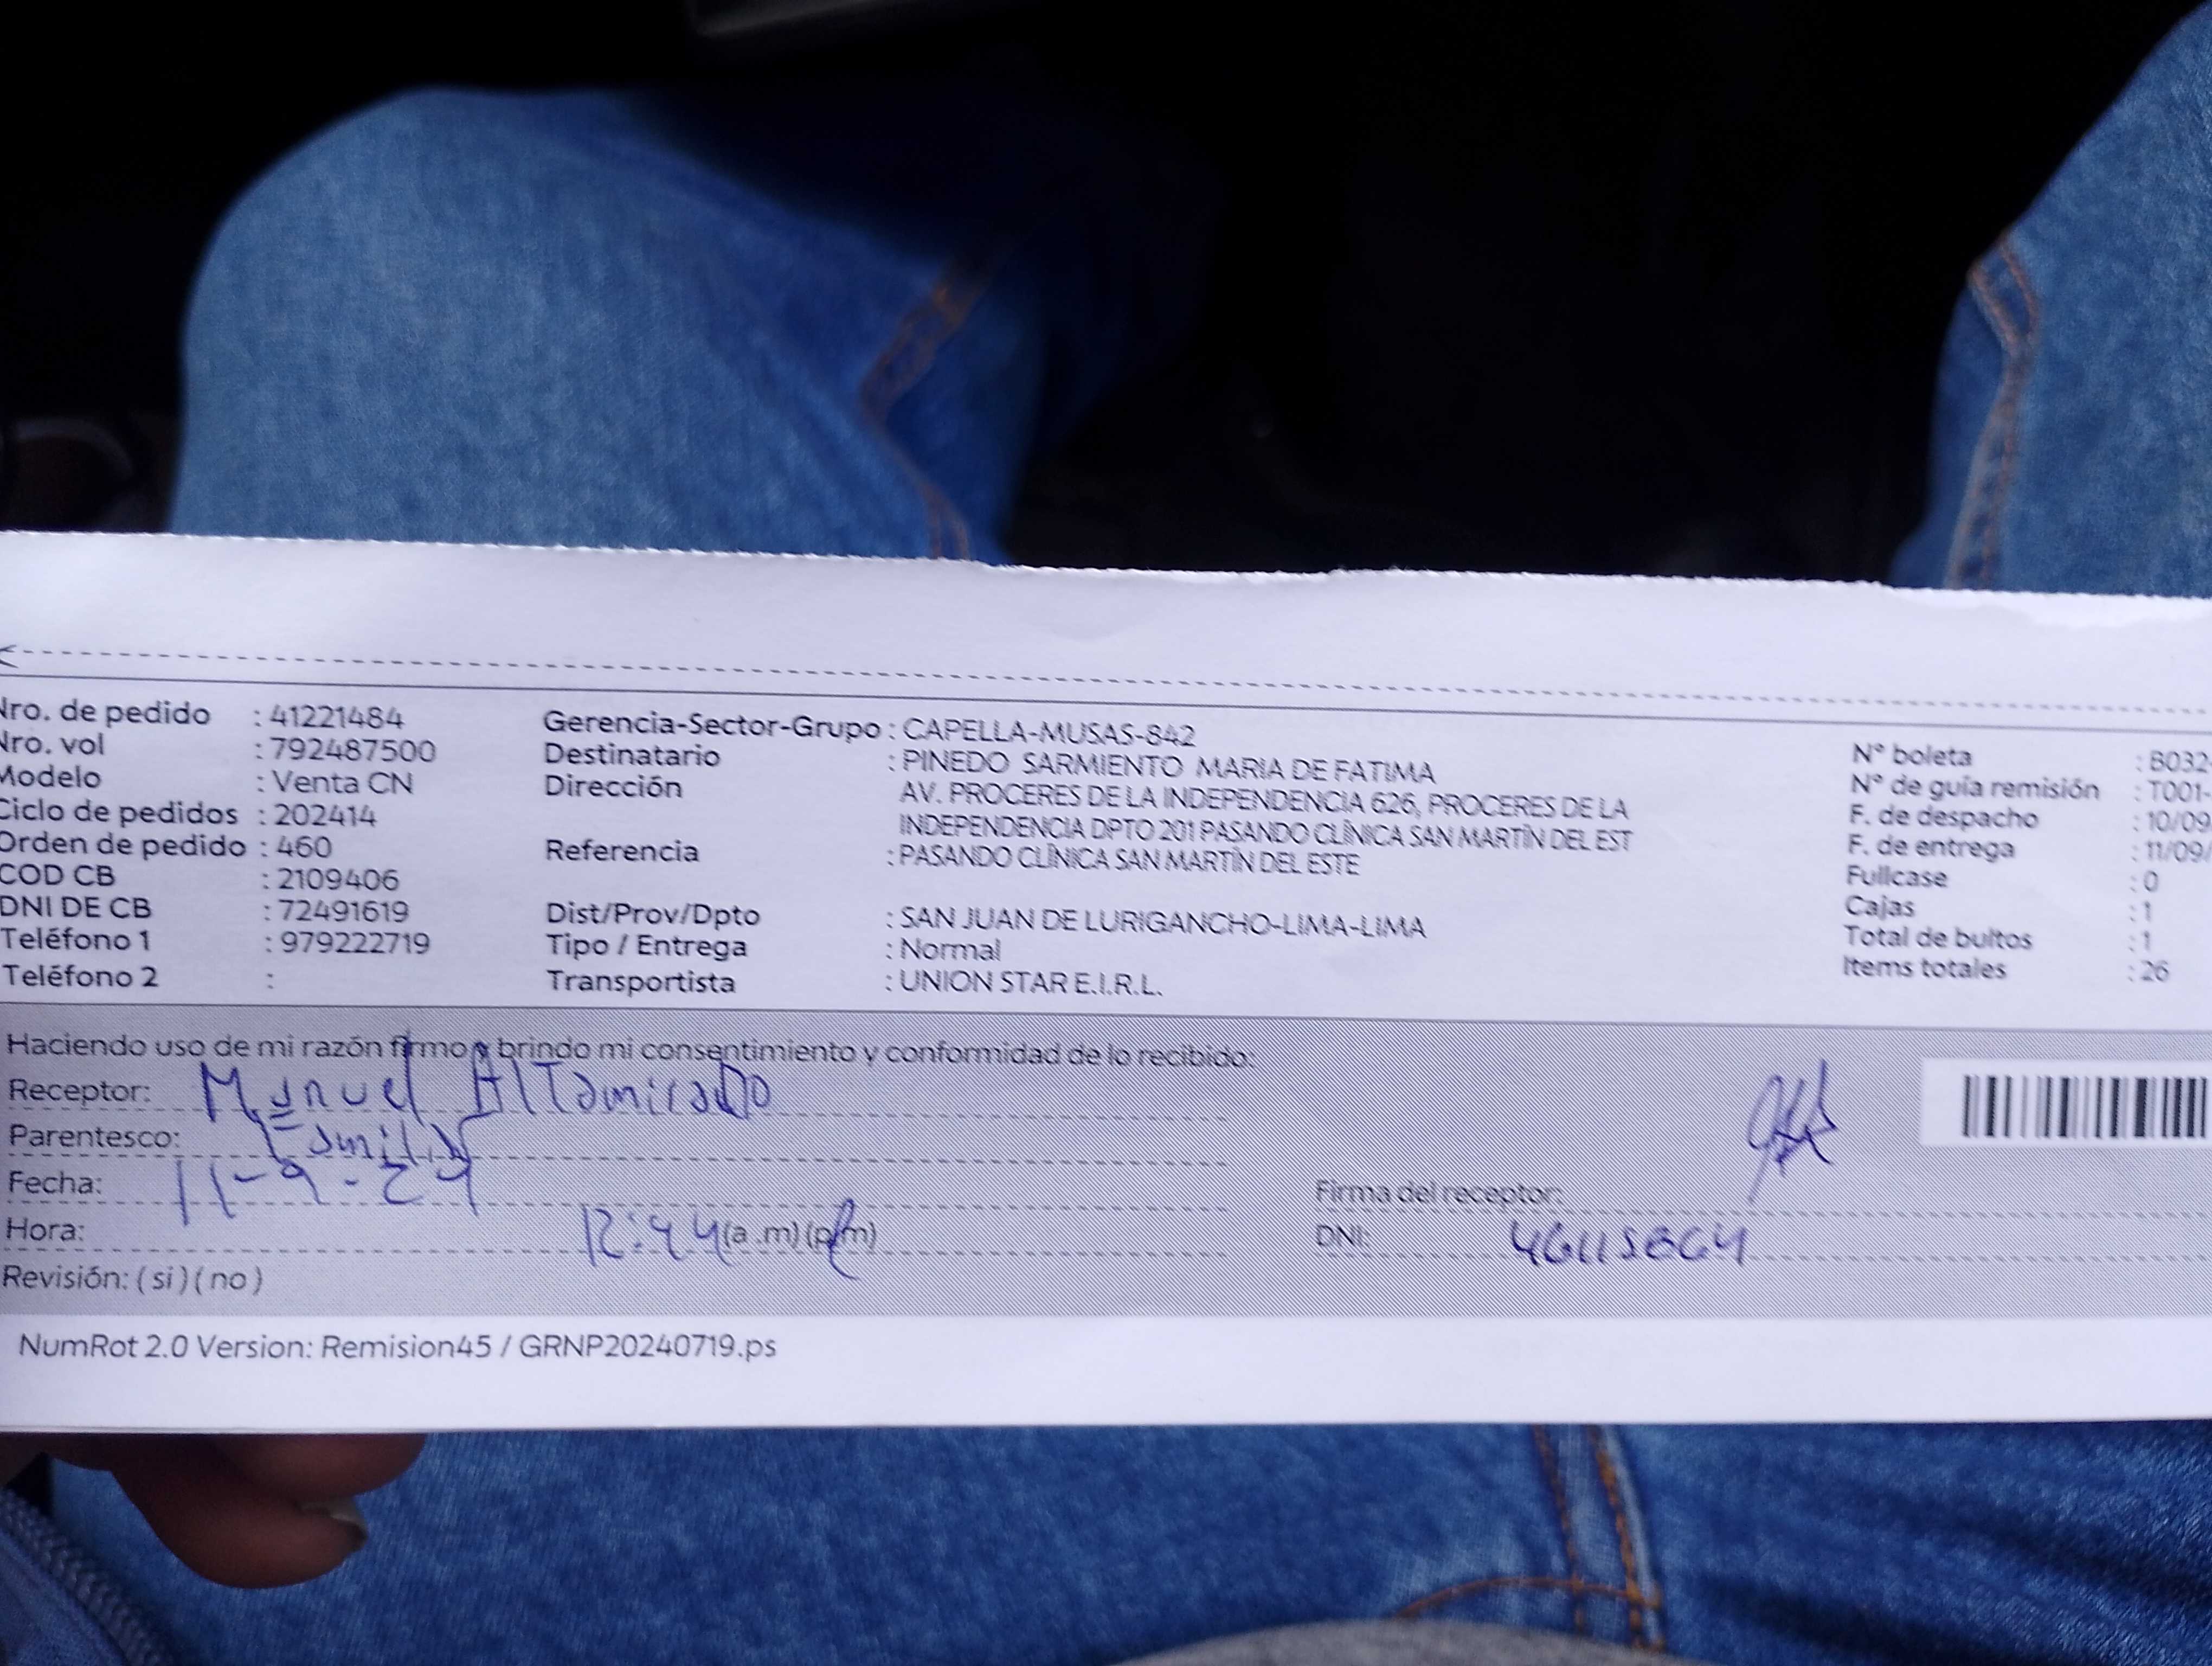 Nro. de pedido : 41221484
Nro. vol : 792487500
Modelo : Venta CN
Ciclo de pedidos : 202414
Orden de pedido : 460
COD CB : 2109406
DNI DE CB : 72491619
Teléfono 1 : 979222719
Teléfono 2 :
Gerencia-Sector-Grupo : CAPELLA-MUSAS-842
Destinatario : PINEDO SARMIENTO MARIA DE FATIMA
Dirección AV. PROCERES DE LA INDEPENDENCIA 626, PROCERES DE LA
INDEPENDENCIA DPTO 201 PASANDO CLÍNICA SAN MARTÍN DEL EST
Referencia : PASANDO CLÍNICA SAN MARTÍN DEL ESTE
Dist/Prov/Dpto : SAN JUAN DE LURIGANCHO-LIMA-LIMA
Tipo / Entrega : Normal
Transportista : UNION STAR E.I.R.L.
N° boleta : B032-
N° de guía remisión : T001-
F. de despacho : 10/09
F. de entrega : 11/09/
Fullcase : 0
Cajas : 1
Total de bultos : 1
Items totales : 26
Haciendo uso de mi razón firmo y brindo mi consentimiento y conformidad de lo recibido:
Receptor: Manuel Altamirano
Parentesco: Familia
Fecha: 11-9-24
Hora: 12:44 (a .m) (p.m)
Revisión: ( si ) ( no )
Firma del receptor:
DNI:
NumRot 2.0 Version: Remision45 / GRNP20240719.ps